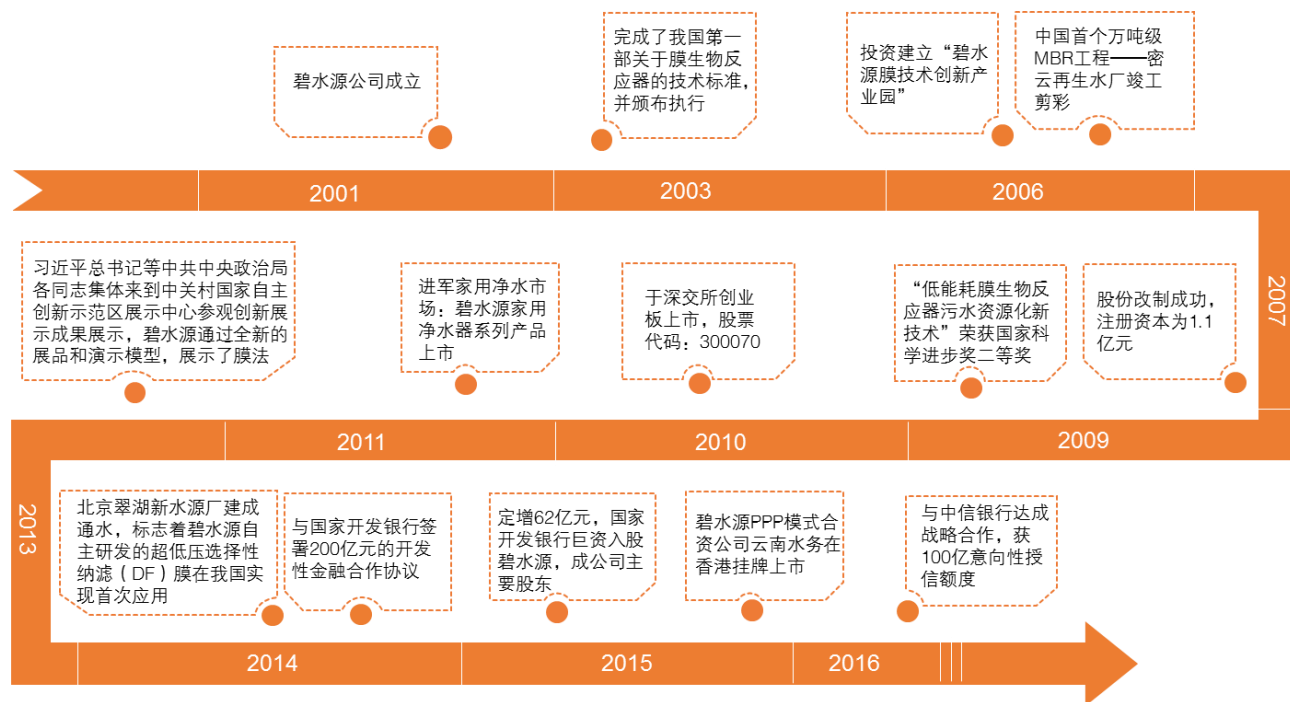 碧水源公司成立
完成了我国第一
部关于膜生物反
应器的技术标准，
并颁布执行
投资建立“碧水
源膜技术创新产
业园”
中国首个万吨级
MBR工程——密
云再生水厂竣工
剪彩
2001
2003
2006
2007
股份改制成功，
注册资本为1.1
亿元
“低能耗膜生物反应
器污水资源化新
技术”荣获国家科
学进步奖二等奖
于深交所创业
板上市，股票
代码：300070
进军家用净水市
场：碧水源家用
净水器系列产品
上市
习近平总书记等中共中央政治局
各同志集体来到中关村国家自主
创新示范区展示中心参观创新展
示成果展示，碧水源通过全新的
展品和演示模型，展示了膜法
2009
2010
2011
2013
北京翠湖新水源厂建成
通水，标志着碧水源自
主研发的超低压选择性
纳滤（DF）膜在我国实
现首次应用
与国家开发银行签
署200亿元的开发
性金融合作协议
定增62亿元，国家
开发银行巨资入股
碧水源，成公司主
要股东
碧水源PPP模式合
资公司云南水务在
香港挂牌上市
与中信银行达成
战略合作，获
100亿意向性授
信额度
2014
2015
2016